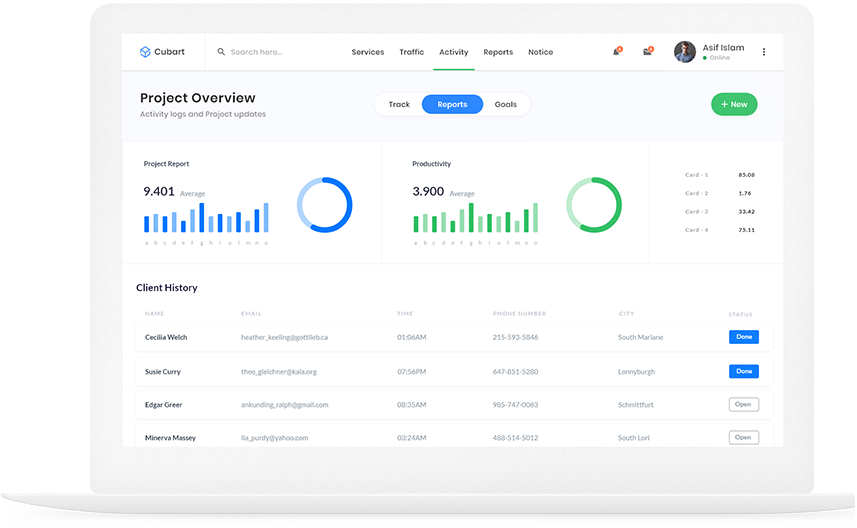 Cubart
Search here..
Services Traffic Activity Reports Notice
Asif Islam
Online
Project Overview
Activity logs and Project updates
Track Reports Goals
+ New
Project Report
9.401 Average
a b c d e f g h i o l m n o
Productivity
3.900 Average
a b c d e f g h i o l m n o
Card - 1 85.08
Card - 2 1.76
Card - 3 33.42
Card - 4 75.11
Client History
NAME EMAIL TIME PHONE NUMBER CITY STATUS
Cecilia Welch heather_keeling@gottlieb.ca 01:06AM 215-593-5846 South Mariane Done
Susie Curry theo_gleichner@kaia.org 07:56PM 647-851-5280 Lonnyburgh Done
Edgar Greer ankunding_ralph@gmail.com 08:35AM 985-747-0063 Schmittfurt Open
Minerva Massey lia_purdy@yahoo.com 03:24AM 488-514-5012 South Lori Open